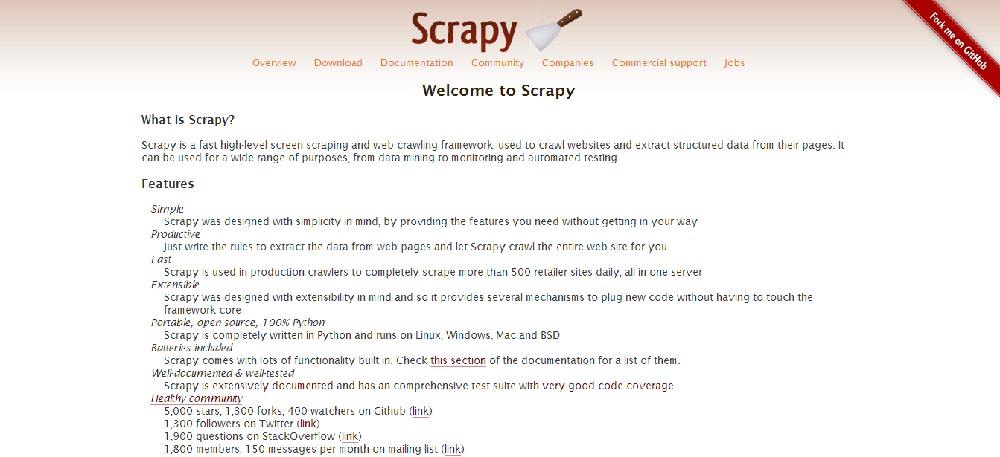 Scrapy
Fork me on GitHub
Overview Download Documentation Community Companies Commercial support Jobs
Welcome to Scrapy
What is Scrapy?
Scrapy is a fast high-level screen scraping and web crawling framework, used to crawl websites and extract structured data from their pages. It
can be used for a wide range of purposes, from data mining to monitoring and automated testing.
Features
Simple
Scrapy was designed with simplicity in mind, by providing the features you need without getting in your way
Productive
Just write the rules to extract the data from web pages and let Scrapy crawl the entire web site for you
Fast
Scrapy is used in production crawlers to completely scrape more than 500 retailer sites daily, all in one server
Extensible
Scrapy was designed with extensibility in mind and so it provides several mechanisms to plug new code without having to touch the
framework core
Portable, open-source, 100% Python
Scrapy is completely written in Python and runs on Linux, Windows, Mac and BSD
Batteries included
Scrapy comes with lots of functionality built in. Check this section of the documentation for a list of them.
Well-documented & well-tested
Scrapy is extensively documented and has an comprehensive test suite with very good code coverage
Healthy community
5,000 stars, 1,300 forks, 400 watchers on Github (link)
1,300 followers on Twitter (link)
1,900 questions on StackOverflow (link)
1,800 members, 150 messages per month on mailing list (link)